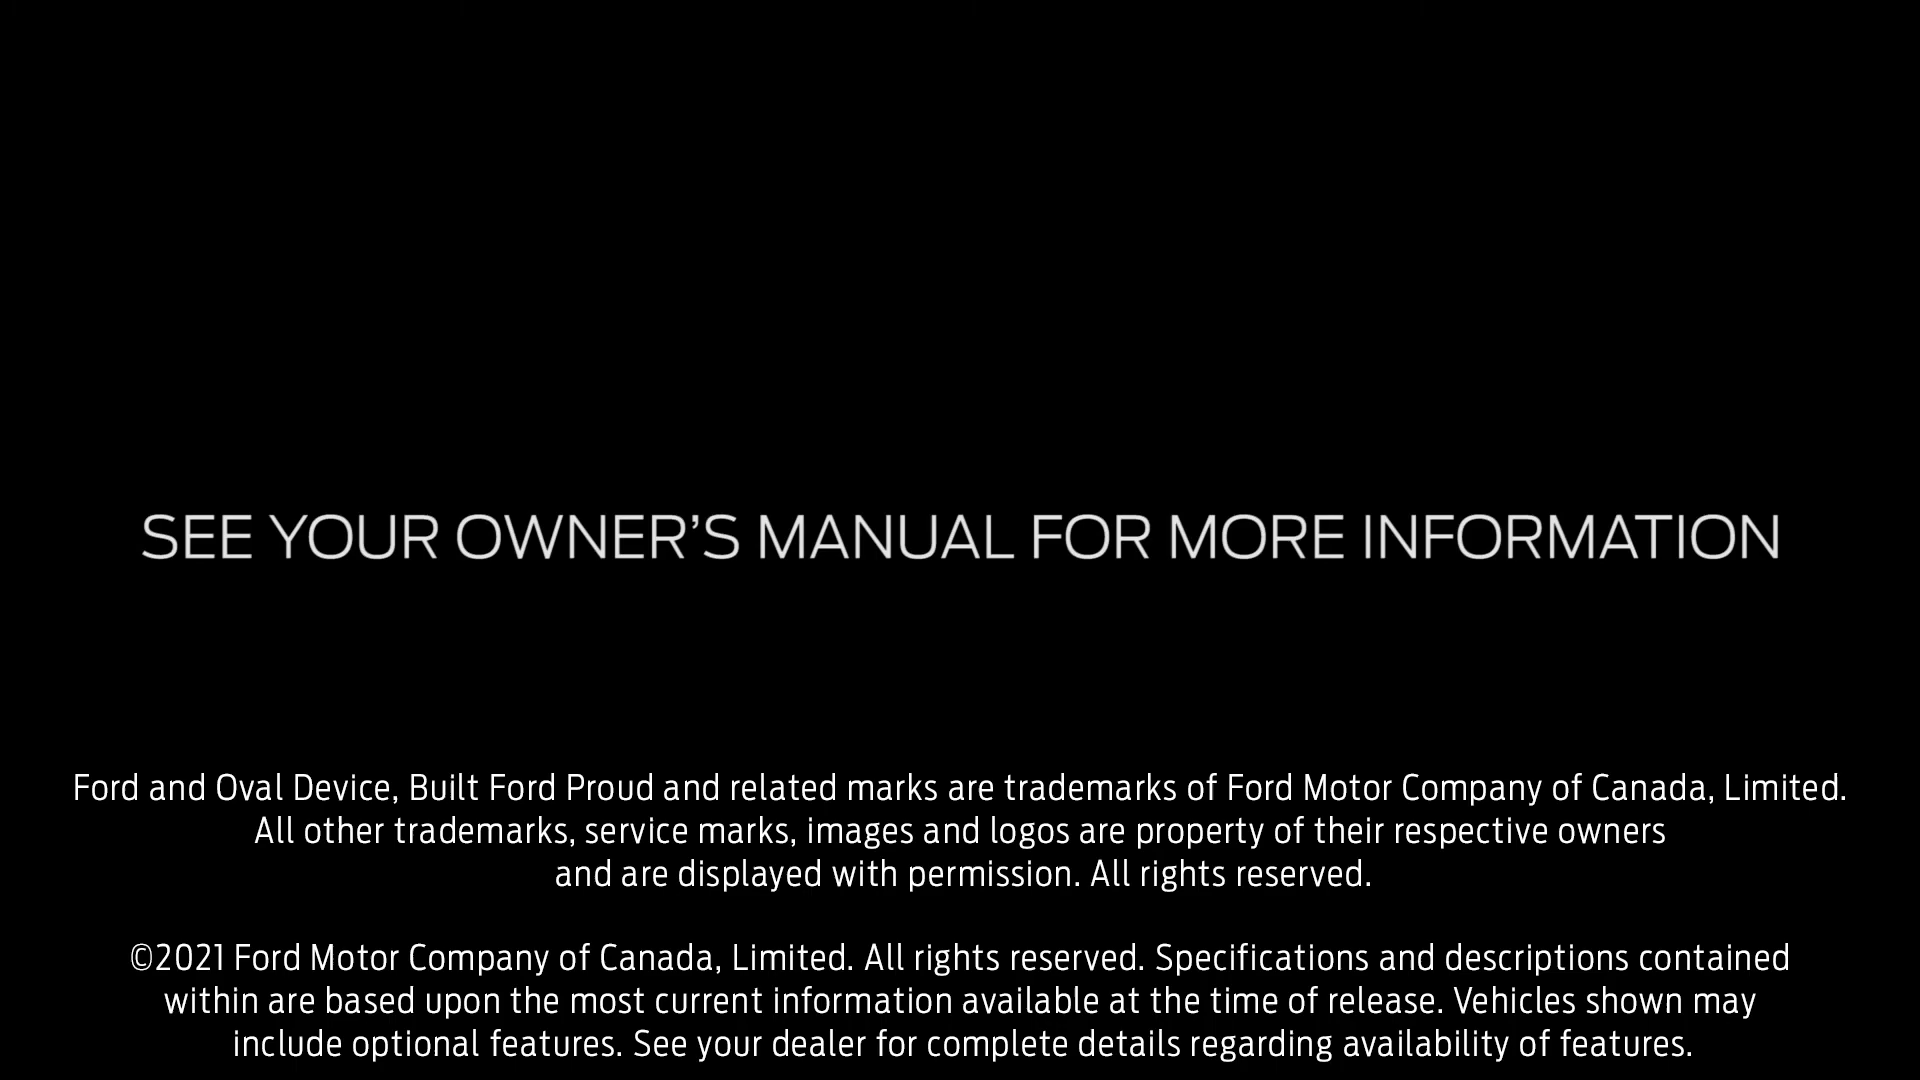 SEE YOUR OWNER’S MANUAL FOR MORE INFORMATION
Ford and Oval Device, Built Ford Proud and related marks are trademarks of Ford Motor Company of Canada, Limited.
All other trademarks, service marks, images and logos are property of their respective owners
and are displayed with permission. All rights reserved.
©2021 Ford Motor Company of Canada, Limited. All rights reserved. Specifications and descriptions contained
within are based upon the most current information available at the time of release. Vehicles shown may
include optional features. See your dealer for complete details regarding availability of features.